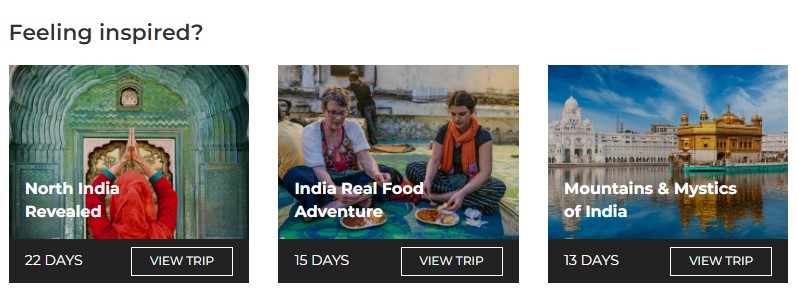 Feeling inspired?
North India
Revealed
22 DAYS
VIEW TRIP
India Real Food
Adventure
15 DAYS
VIEW TRIP
Mountains & Mystics
of India
13 DAYS
VIEW TRIP